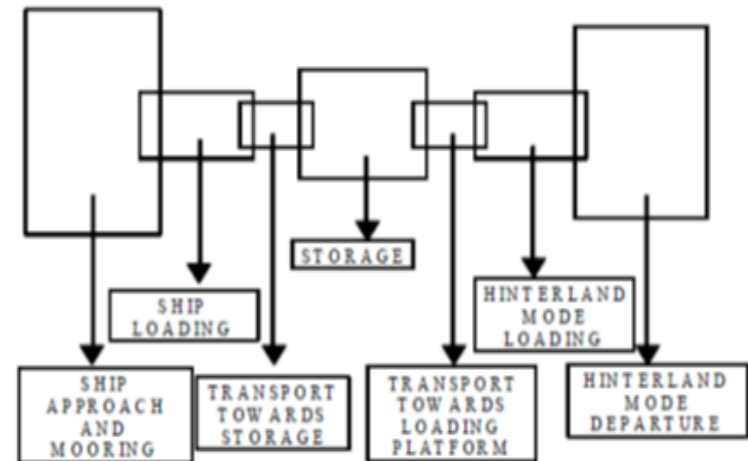 STORAGE
SHIP
LOADING
HINTERLAND
MODE
LOADING
SHIP
APPROACH
AND
MOORING
TRANSPORT
TOWARDS
STORAGE
TRANSPORT
TOWARDS
LOADING
PLATFORM
HINTERLAND
MODE
DEPARTURE